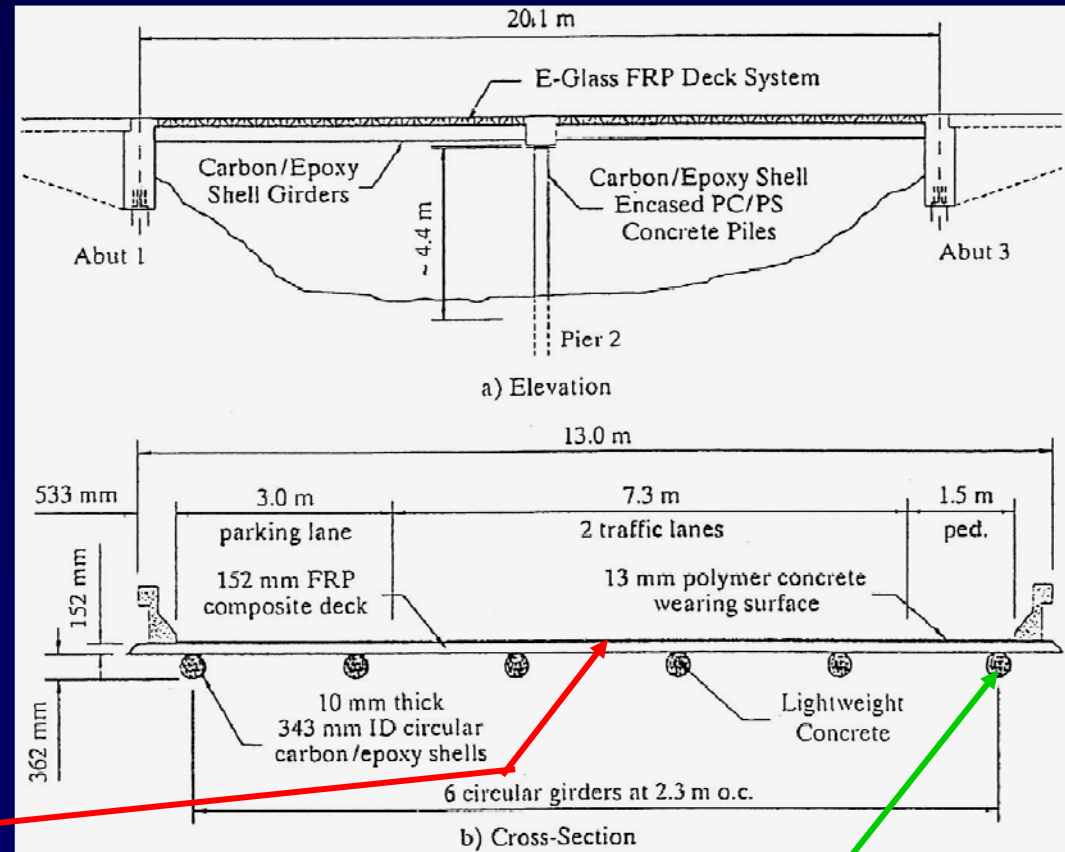 20.1 m
E-Glass FRP Deck System
Carbon/Epoxy
Shell Girders
~ 4.4 m
Carbon/Epoxy Shell
Encased PC/PS
Concrete Piles
Abut 1
Abut 3
Pier 2
a) Elevation
13.0 m
533 mm
3.0 m
parking lane
7.3 m
2 traffic lanes
1.5 m
ped.
152 mm
152 mm FRP
composite deck
13 mm polymer concrete
wearing surface
362 mm
10 mm thick
343 mm ID circular
carbon/epoxy shells
Lightweight
Concrete
6 circular girders at 2.3 m o.c.
b) Cross-Section